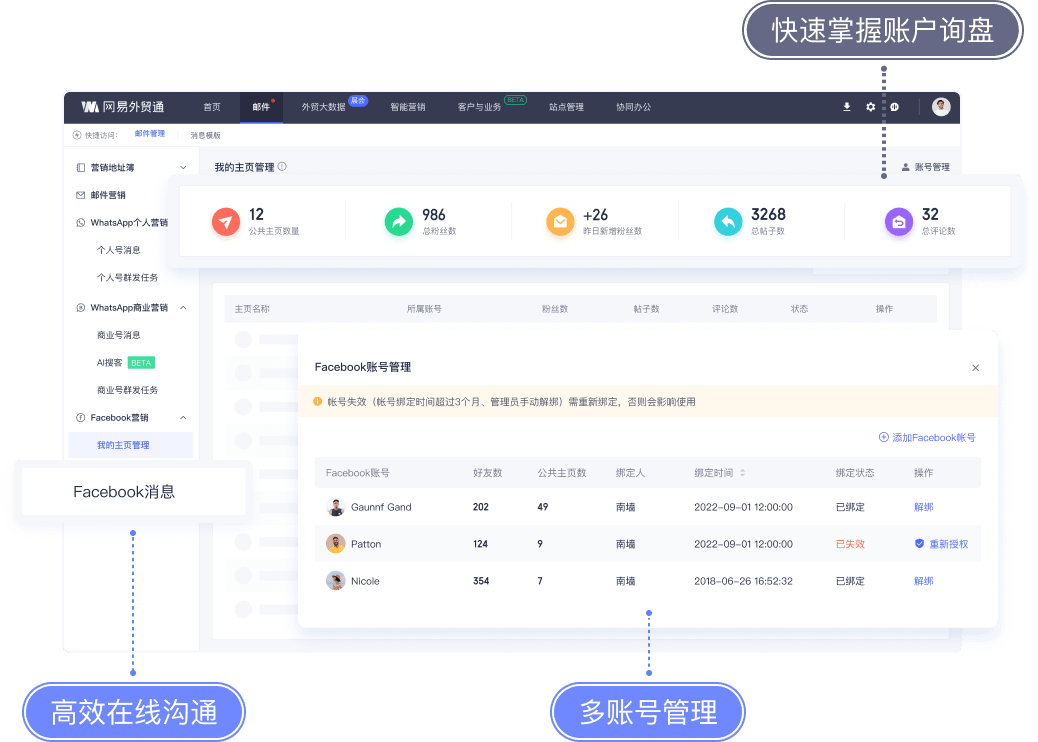 快速掌握账户询盘
网易外贸通 首页 邮件 外贸大数据 展会 智能营销 客户与业务 BETA 站点管理 协同办公
快捷访问: 邮件管理 消息模版
营销地址簿
邮件营销
WhatsApp个人营销
个人号消息
个人号群发任务
WhatsApp商业营销
商业号消息
AI搜客 BETA
商业号群发任务
Facebook营销
我的主页管理
Facebook消息
我的主页管理 账号管理
12 986 +26 3268 32
公共主页数量 总粉丝数 昨日新增粉丝数 总帖子数 总评论数
主页名称 所属账号 粉丝数 帖子数 评论数 状态 操作
Facebook账号管理
帐号失效（帐号绑定时间超过3个月、管理员手动解绑）需重新绑定，否则会影响使用
添加Facebook帐号
Facebook账号 好友数 公共主页数 绑定人 绑定时间 绑定状态 操作
Gaunnf Gand 202 49 南墙 2022-09-01 12:00:00 已绑定 解绑
Patton 124 9 南墙 2022-09-01 12:00:00 已失效 重新授权
Nicole 354 7 南墙 2018-06-26 16:52:32 已绑定 解绑
高效在线沟通
多账号管理